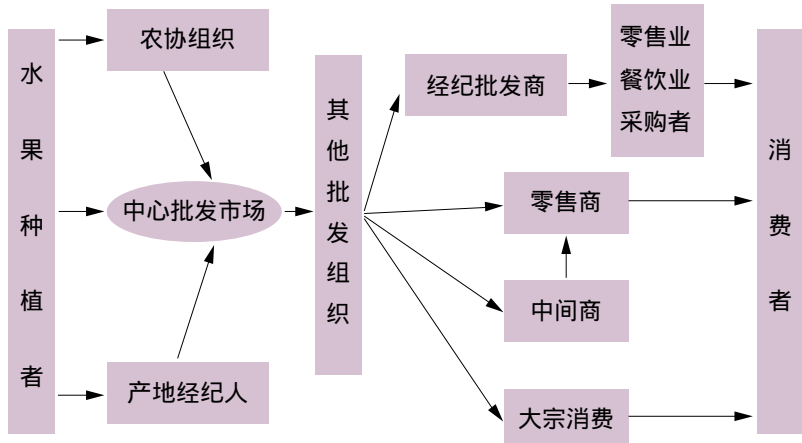 水果种植者
农协组织
中心批发市场
产地经纪人
其他批发组织
经纪批发商
零售业
餐饮业
采购者
零售商
中间商
大宗消费
消费者